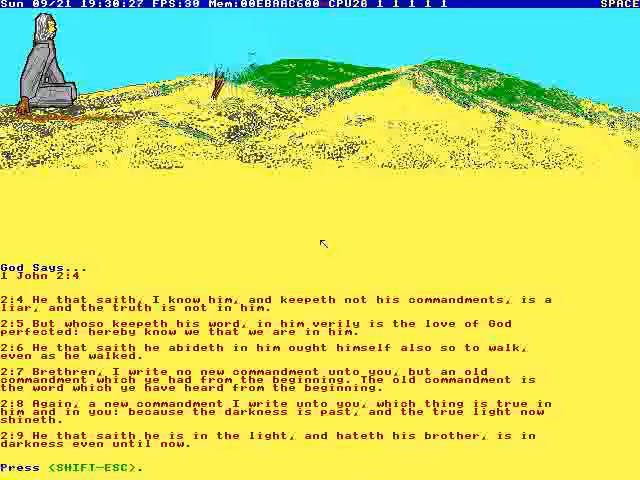 Sun 09/21 19:30:27 FPS:30 Mem:00EBARC600 CPU20 1 1 1 1 1 SPACE
God Says...
1 John 2:4
2:4 He that saith, I know him, and keepeth not his commandments, is a
liar, and the truth is not in him.
2:5 But whoso keepeth his word, in him verily is the love of God
perfected: hereby know we that we are in him.
2:6 He that saith he abideth in him ought himself also so to walk,
even as he walked.
2:7 Brethren, I write no new commandment unto you, but an old
commandment which ye had from the beginning. The old commandment is
the word which ye have heard from the beginning.
2:8 Again, a new commandment I write unto you, which thing is true in
him and in you: because the darkness is past, and the true light now
shineth.
2:9 He that saith he is in the light, and hateth his brother, is in
darkness even until now.
Press <SHIFT-ESC>.